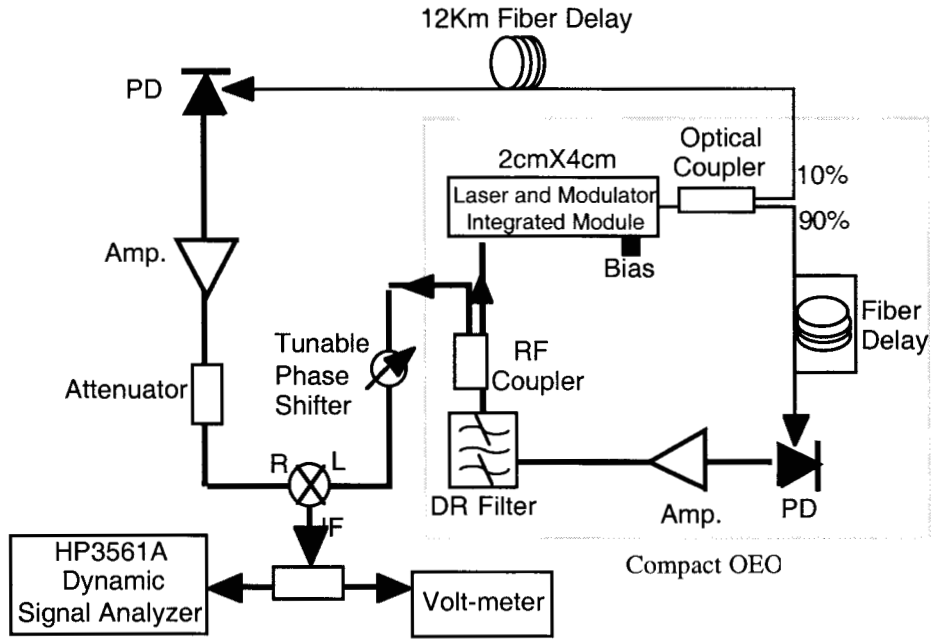 12Km Fiber Delay
PD
Optical
Coupler
2cmX4cm
10%
Laser and Modulator
Integrated Module
90%
Amp.
Bias
Fiber
Delay
Tunable
Phase
Shifter
RF
Coupler
Attenuator
R
L
DR Filter
Amp.
PD
IF
Compact OEO
HP3561A
Dynamic
Signal Analyzer
Volt-meter